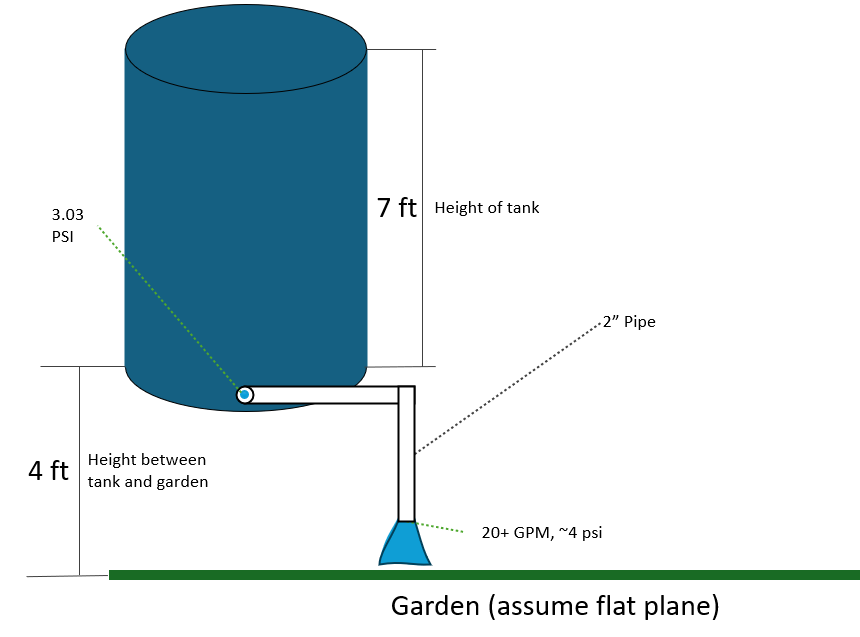 3.03
PSI
7 ft
Height of tank
2” Pipe
4 ft
Height between
tank and garden
20+ GPM, ~4 psi
Garden (assume flat plane)